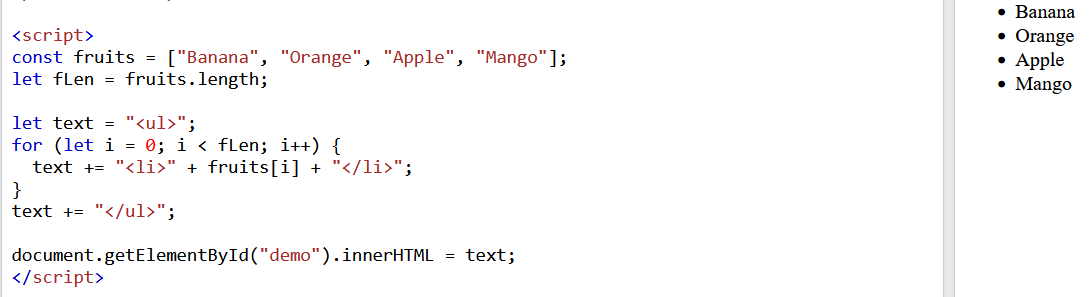 <script>
const fruits = ["Banana", "Orange", "Apple", "Mango"];
let fLen = fruits.length;
let text = "<ul>";
for (let i = 0; i < fLen; i++) {
  text += "<li>" + fruits[i] + "</li>";
}
text += "</ul>";
document.getElementById("demo").innerHTML = text;
</script>
• Banana
• Orange
• Apple
• Mango